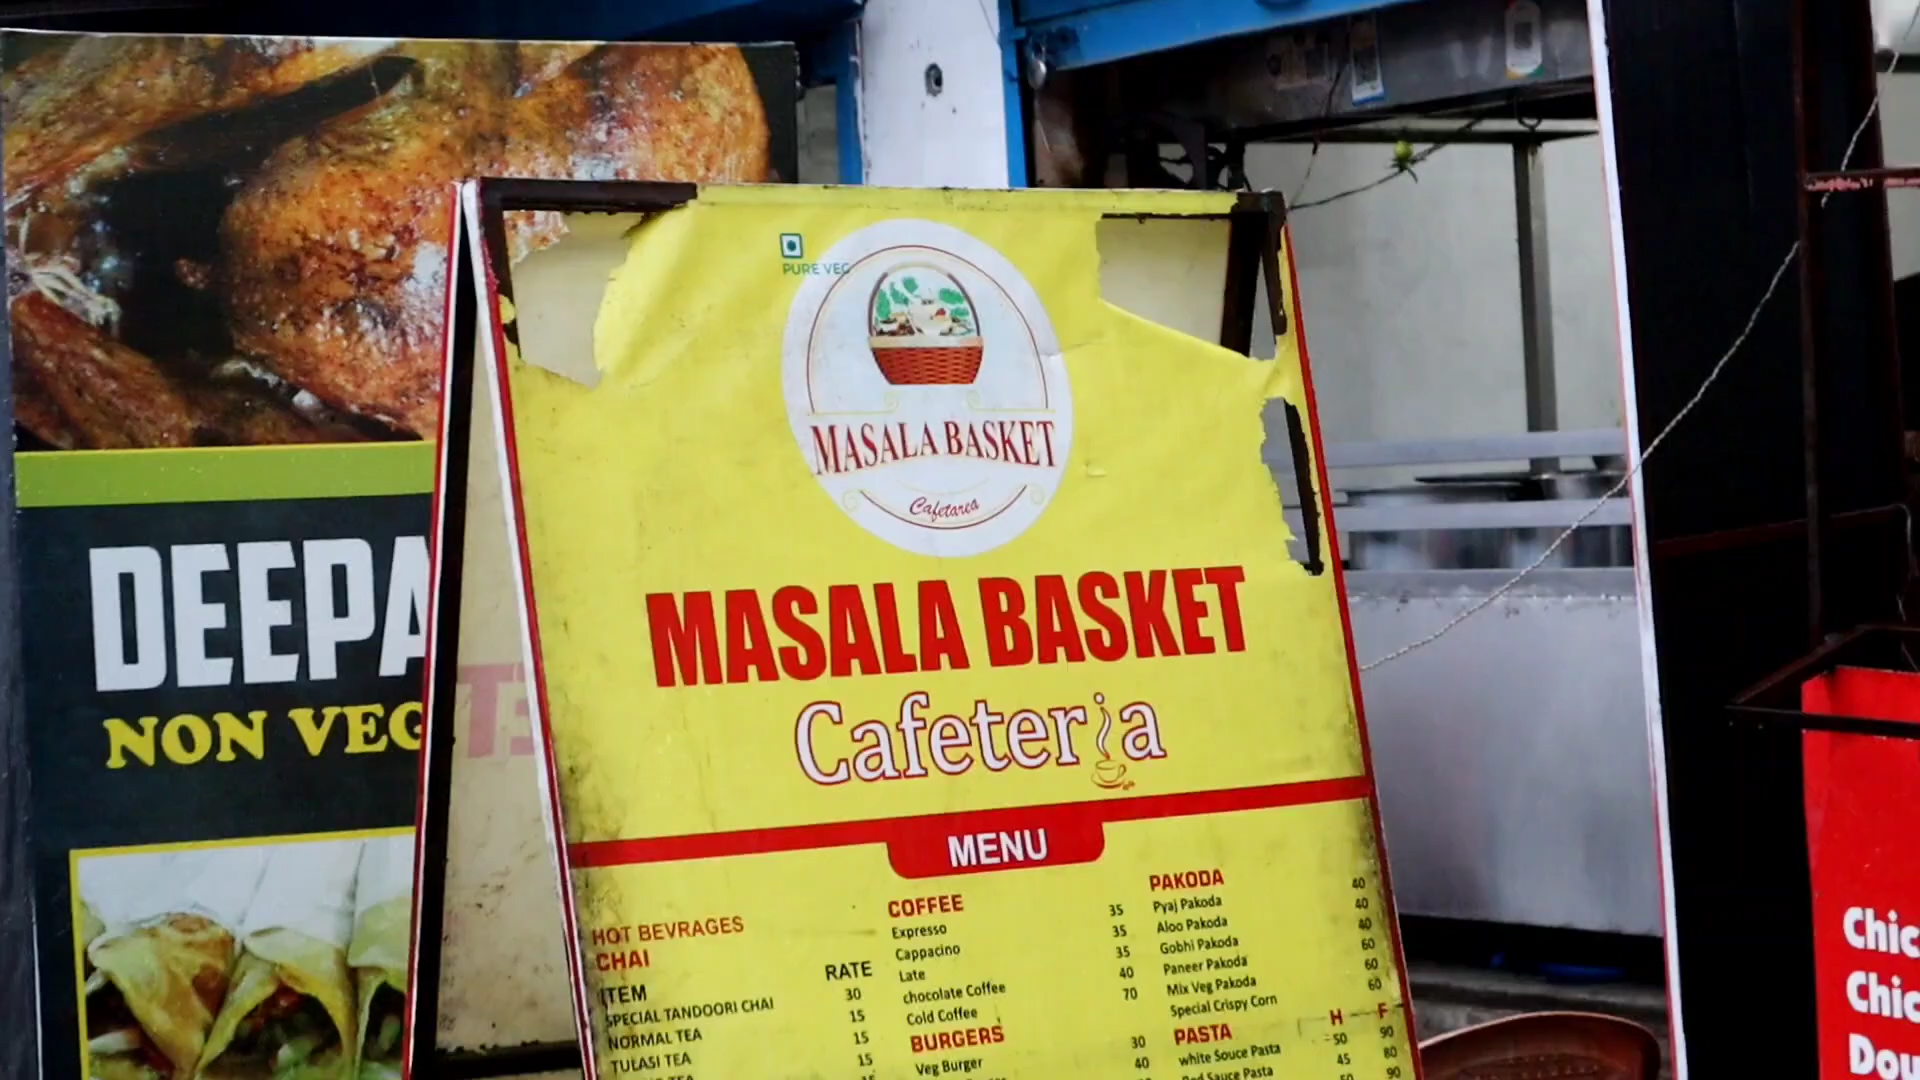 PURE VEG
MASALA BASKET
Cafetarea
MASALA BASKET
Cafeteria
MENU
HOT BEVRAGES
CHAI
ITEM RATE
SPECIAL TANDOORI CHAI 30
NORMAL TEA 15
TULASI TEA 15
COFFEE
Expresso 35
Cappacino 35
Late 35
chocolate Coffee 40
Cold Coffee 70
BURGERS
Veg Burger 30
40
PAKODA
Pyaj Pakoda 40
Aloo Pakoda 40
Gobhi Pakoda 40
Paneer Pakoda 60
Mix Veg Pakoda 60
Special Crispy Corn 60
PASTA H F
white Souce Pasta 50 90
Red Sauce Pasta 45 80
50 90
DEEPA
NON VEG
Chic
Chic
Dou